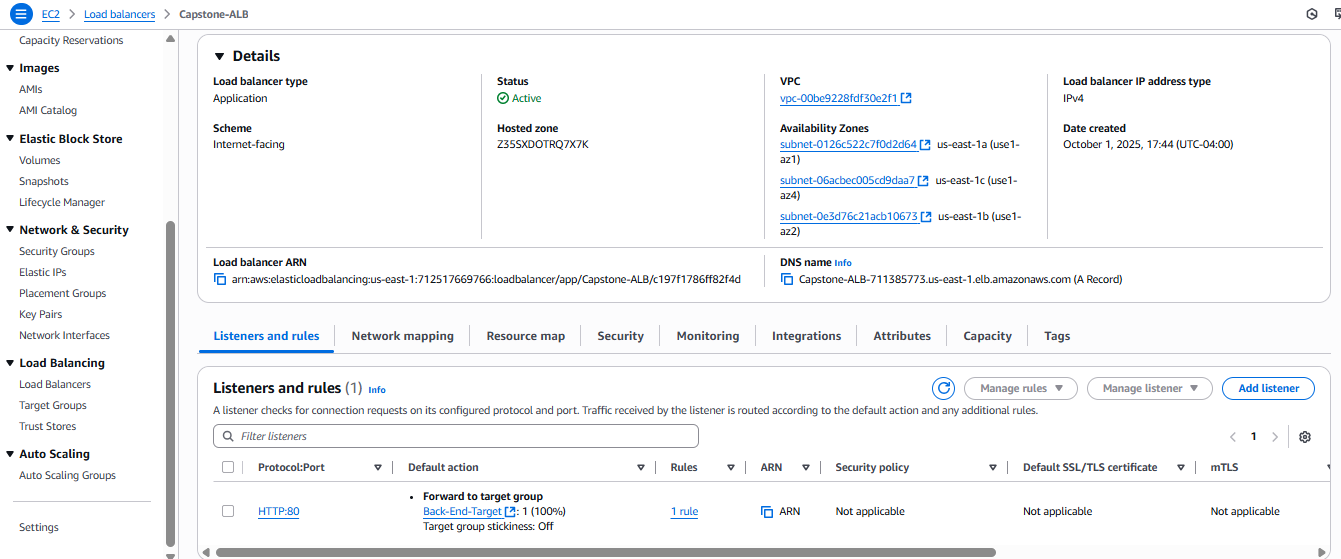 EC2 > Load balancers > Capstone-ALB
Capacity Reservations
Images
AMIs
AMI Catalog
Elastic Block Store
Volumes
Snapshots
Lifecycle Manager
Network & Security
Security Groups
Elastic IPs
Placement Groups
Key Pairs
Network Interfaces
Load Balancing
Load Balancers
Target Groups
Trust Stores
Auto Scaling
Auto Scaling Groups
Settings
Details
Load balancer type
Application
Status
Active
VPC
vpc-00be9228fdf30e2f1
Load balancer IP address type
IPv4
Scheme
Internet-facing
Hosted zone
Z35SXDOTRQ7X7K
Availability Zones
subnet-0126c522c7f0d2d64 us-east-1a (use1-
az1)
subnet-06acbec005cd9daa7 us-east-1c (use1-
az4)
subnet-0e3d76c21acb10673 us-east-1b (use1-
az2)
Date created
October 1, 2025, 17:44 (UTC-04:00)
Load balancer ARN
arn:aws:elasticloadbalancing:us-east-1:712517669766:loadbalancer/app/Capstone-ALB/c197f1786ff82f4d
DNS name Info
Capstone-ALB-711385773.us-east-1.elb.amazonaws.com (A Record)
Listeners and rules Network mapping Resource map Security Monitoring Integrations Attributes Capacity Tags
Listeners and rules (1) Info
Manage rules Manage listener Add listener
A listener checks for connection requests on its configured protocol and port. Traffic received by the listener is routed according to the default action and any additional rules.
Filter listeners
1
Protocol:Port Default action Rules ARN Security policy Default SSL/TLS certificate mTLS
HTTP:80
• Forward to target group
Back-End-Target: 1 (100%)
Target group stickiness: Off
1 rule
ARN
Not applicable
Not applicable
Not applicable